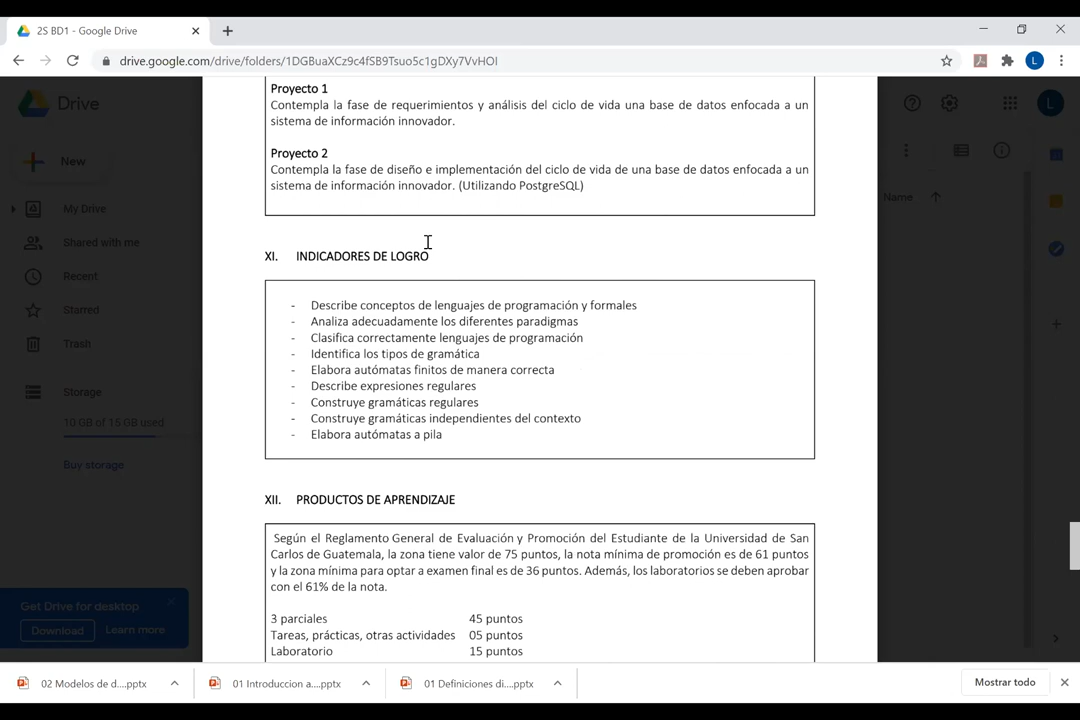 2S BD1 - Google Drive
drive.google.com/drive/folders/1DGBuaXCz9c4fSB9Tsuo5c1gDXy7VvHOI
L
Drive
L
New
My Drive
Shared with me
Recent
Starred
Trash
Storage
10 GB of 15 GB used
Buy storage
Name
Get Drive for desktop
Download
Learn more
Proyecto 1
Contempla la fase de requerimientos y análisis del ciclo de vida una base de datos enfocada a un
sistema de información innovador.
Proyecto 2
Contempla la fase de diseño e implementación del ciclo de vida de una base de datos enfocada a un
sistema de información innovador. (Utilizando PostgreSQL)
XI. INDICADORES DE LOGRO
- Describe conceptos de lenguajes de programación y formales
- Analiza adecuadamente los diferentes paradigmas
- Clasifica correctamente lenguajes de programación
- Identifica los tipos de gramática
- Elabora autómatas finitos de manera correcta
- Describe expresiones regulares
- Construye gramáticas regulares
- Construye gramáticas independientes del contexto
- Elabora autómatas a pila
XII. PRODUCTOS DE APRENDIZAJE
Según el Reglamento General de Evaluación y Promoción del Estudiante de la Universidad de San
Carlos de Guatemala, la zona tiene valor de 75 puntos, la nota mínima de promoción es de 61 puntos
y la zona mínima para optar a examen final es de 36 puntos. Además, los laboratorios se deben aprobar
con el 61% de la nota.
3 parciales 45 puntos
Tareas, prácticas, otras actividades 05 puntos
Laboratorio 15 puntos
02 Modelos de d....pptx
01 Introduccion a....pptx
01 Definiciones di....pptx
Mostrar todo